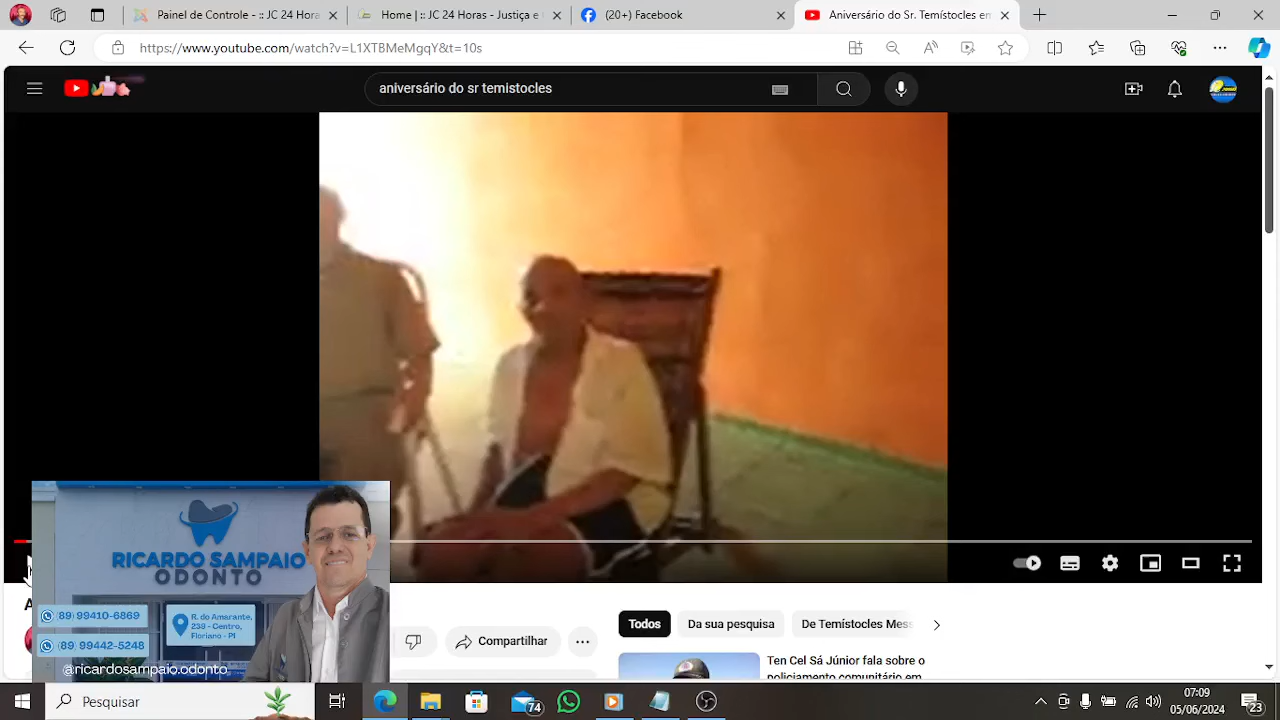 Painel de Controle - :: JC 24 Hora
Home | :: JC 24 Horas - Justiça e
(20+) Facebook
Aniversário do Sr. Temístocles em
https://www.youtube.com/watch?v=L1XTBMeMgqY&t=10s
aniversário do sr temistocles
RICARDO SAMPAIO
ODONTO
(89) 99410-6869
(89) 99442-5248
R. do Amarante,
238 - Centro,
Floriano - PI
@ricardosampaio.odonto
Compartilhar
Todos
Da sua pesquisa
De Temístocles Mess
Ten Cel Sá Júnior fala sobre o
policiamento comunitário em
Pesquisar
74
07:09
05/06/2024
23